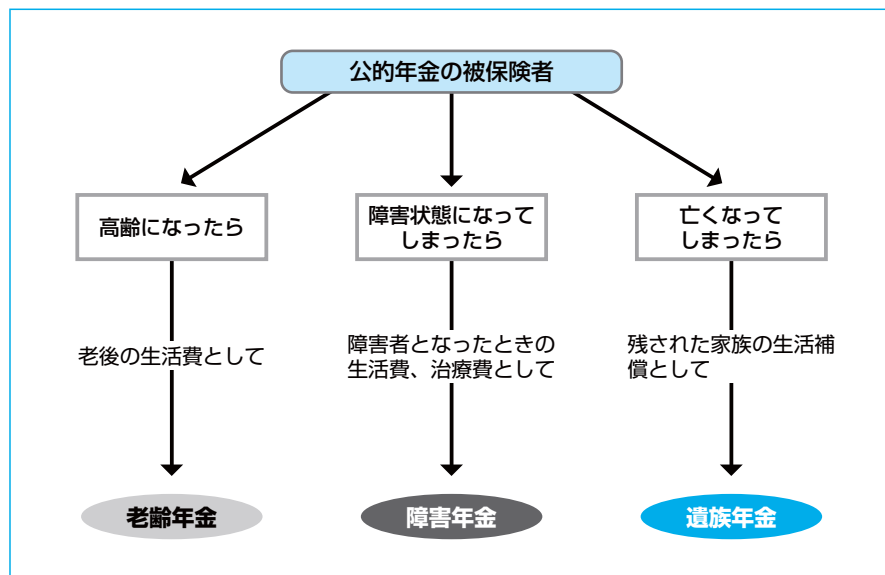 公的年金の被保険者
高齢になったら
障害状態になって
しまったら
亡くなって
しまったら
老後の生活費として
障害者となったときの
生活費、治療費として
残された家族の生活補
償として
老齢年金
障害年金
遺族年金